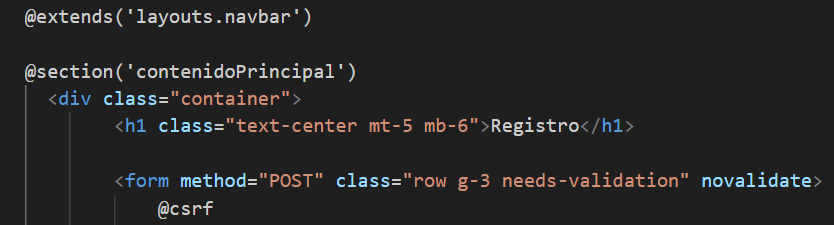 @extends('layouts.navbar')
@section('contenidoPrincipal')
<div class="container">
<h1 class="text-center mt-5 mb-6">Registro</h1>
<form method="POST" class="row g-3 needs-validation" novalidate>
@csrf